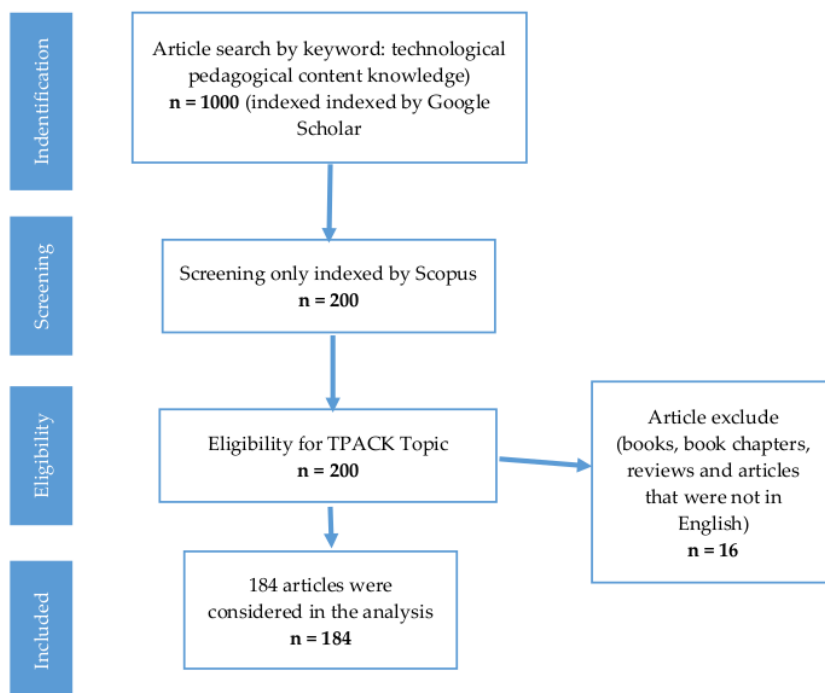 Indentification
Article search by keyword: technological
pedagogical content knowledge)
n = 1000 (indexed indexed by Google
Scholar
Screening
Screening only indexed by Scopus
n = 200
Eligibility
Eligibility for TPACK Topic
n = 200
Article exclude
(books, book chapters,
reviews and articles
that were not in
English)
n = 16
Included
184 articles were
considered in the analysis
n = 184